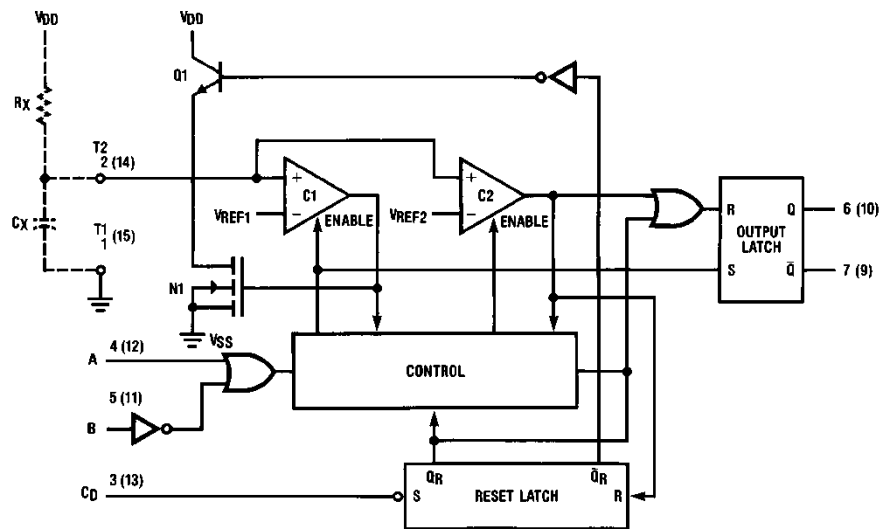 VDD
VDD
Q1
RX
T2
2 (14)
CX
T1
1 (15)
+
C1
−
VREF1
ENABLE
+
C2
−
VREF2
ENABLE
R
Q
6 (10)
OUTPUT
LATCH
S
Q̄
7 (9)
N1
VSS
A
4 (12)
CONTROL
B
5 (11)
QR
Q̄R
CD
3 (13)
S
RESET LATCH
R